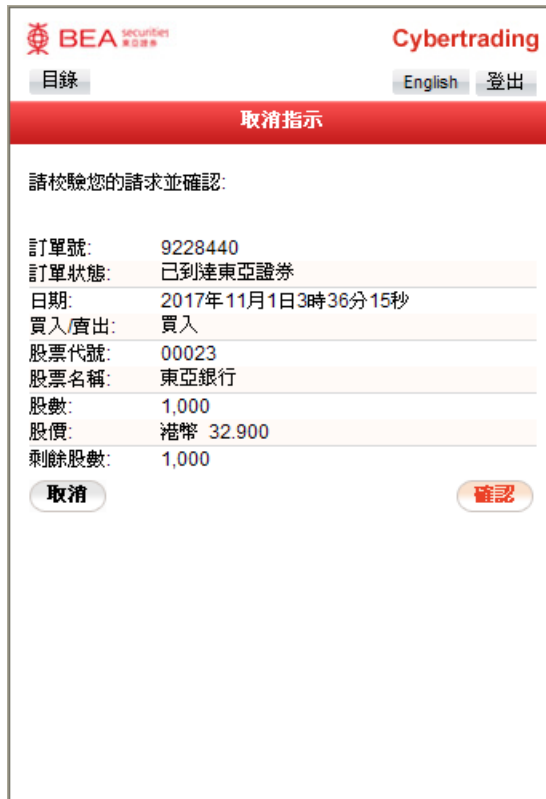 BEA securities 東亞證券
Cybertrading
目錄 English 登出
取消指示
請校驗您的請求並確認:
訂單號: 9228440
訂單狀態: 已到達東亞證券
日期: 2017年11月1日3時36分15秒
買入/賣出: 買入
股票代號: 00023
股票名稱: 東亞銀行
股數: 1,000
股價: 港幣 32.900
剩餘股數: 1,000
取消 確認